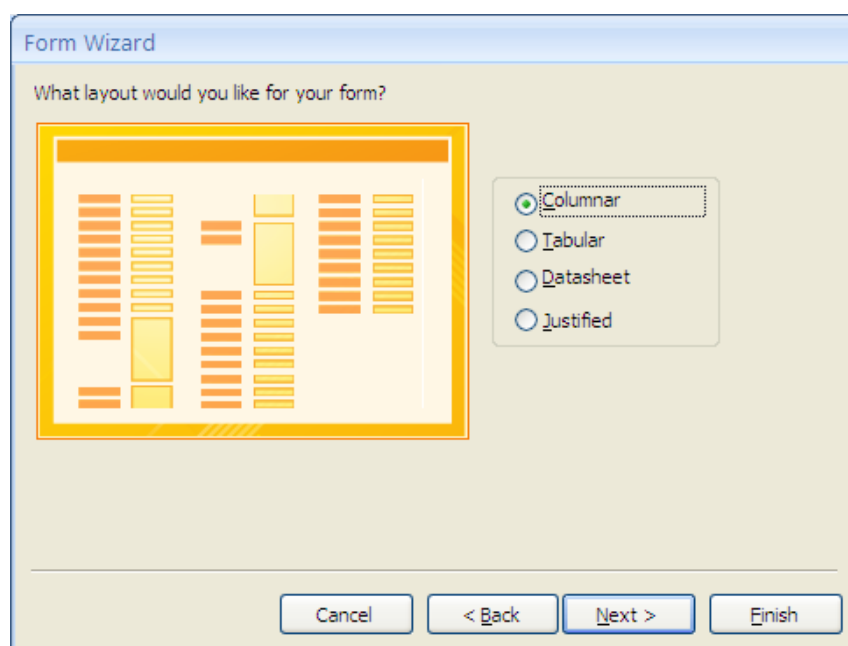 Form Wizard
What layout would you like for your form?
Columnar
Tabular
Datasheet
Justified
Cancel
< Back
Next >
Finish